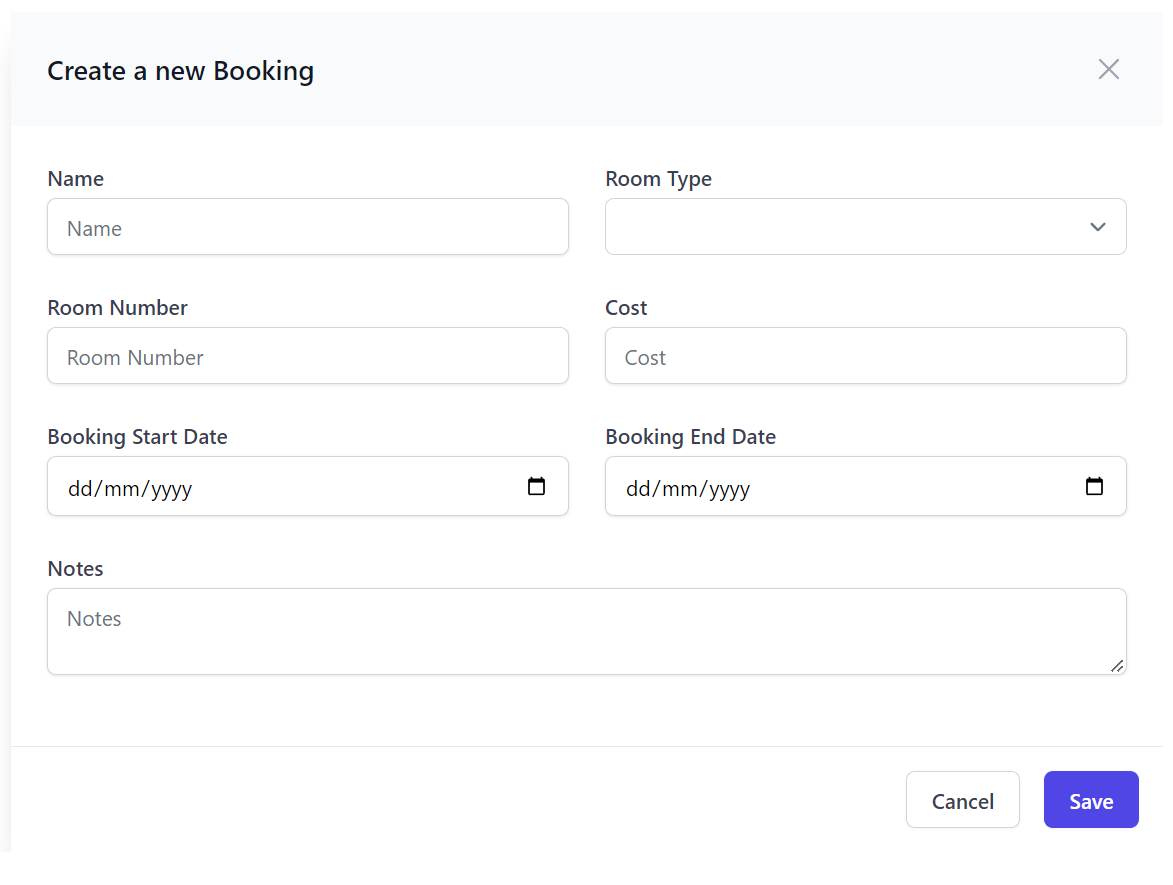 Create a new Booking
Name
Room Type
Name
Room Number
Cost
Room Number
Cost
Booking Start Date
Booking End Date
dd/mm/yyyy
dd/mm/yyyy
Notes
Notes
Cancel
Save